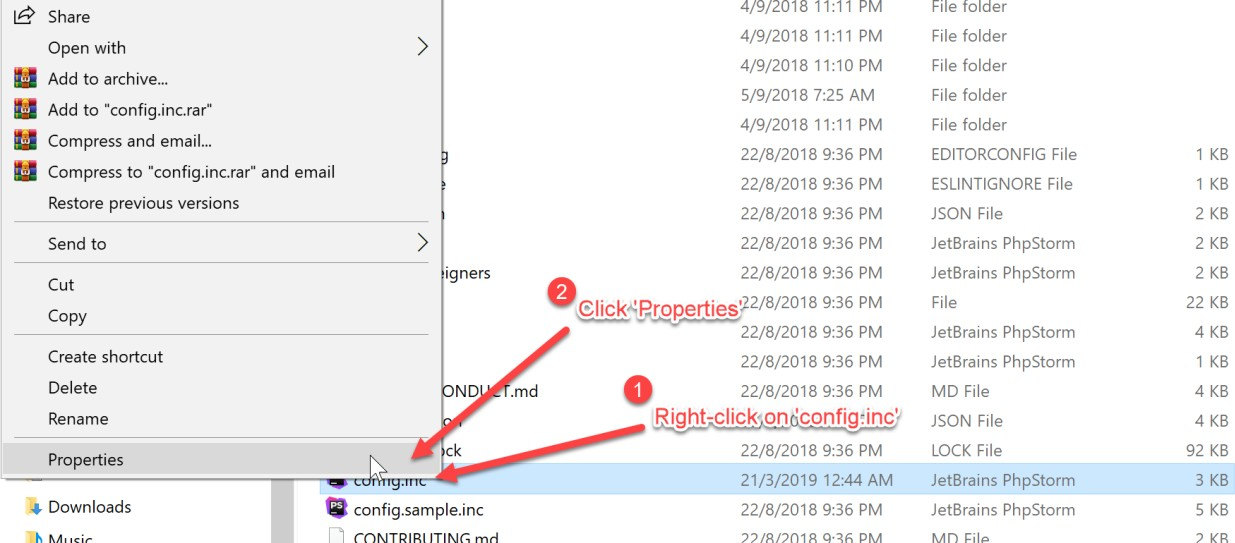 Share
Open with
Add to archive...
Add to "config.inc.rar"
Compress and email...
Compress to "config.inc.rar" and email
Restore previous versions
Send to
Cut
Copy
Create shortcut
Delete
Rename
Properties
Downloads
Music
4/9/2018 11:11 PM File folder
4/9/2018 11:11 PM File folder
4/9/2018 11:10 PM File folder
5/9/2018 7:25 AM File folder
4/9/2018 11:11 PM File folder
g 22/8/2018 9:36 PM EDITORCONFIG File 1 KB
22/8/2018 9:36 PM ESLINTIGNORE File 1 KB
22/8/2018 9:36 PM JSON File 2 KB
22/8/2018 9:36 PM JetBrains PhpStorm 2 KB
eigners 22/8/2018 9:36 PM JetBrains PhpStorm 2 KB
22/8/2018 9:36 PM File 22 KB
2 Click 'Properties'
22/8/2018 9:36 PM JetBrains PhpStorm 4 KB
22/8/2018 9:36 PM JetBrains PhpStorm 1 KB
ONDUCT.md 22/8/2018 9:36 PM MD File 4 KB
1 Right-click on 'config.inc'
on JSON File 4 KB
ock 22/8/2018 9:36 PM LOCK File 92 KB
config.inc 21/3/2019 12:44 AM JetBrains PhpStorm 3 KB
config.sample.inc 22/8/2018 9:36 PM JetBrains PhpStorm 5 KB
CONTRIBUTING.md 22/8/2018 9:36 PM MD File 2 KB